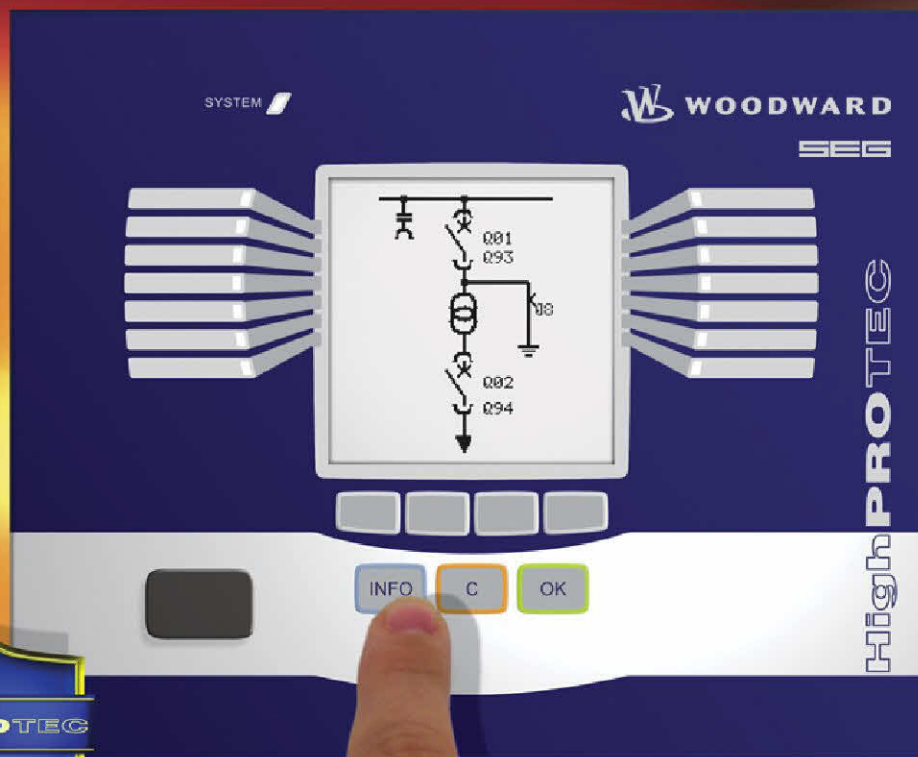 SYSTEM
WOODWARD
SEG
Q01
Q93
Q8
Q02
Q94
INFO
C
OK
HighPROTEC
OTEC